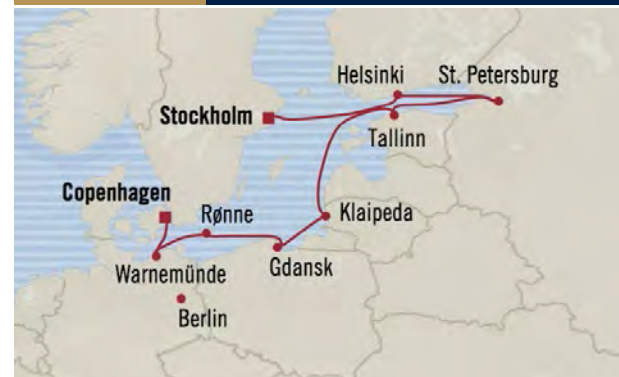 Helsinki
St. Petersburg
Stockholm
Tallinn
Copenhagen
Rønne
Klaipeda
Warnemünde
Gdansk
Berlin